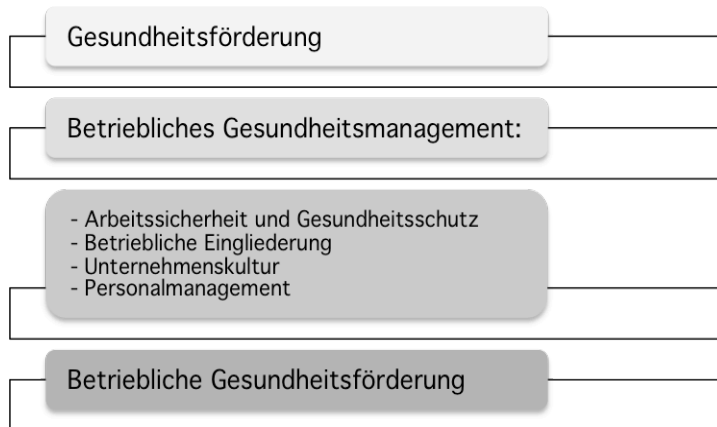 Gesundheitsförderung
Betriebliches Gesundheitsmanagement:
- Arbeitssicherheit und Gesundheitsschutz
- Betriebliche Eingliederung
- Unternehmenskultur
- Personalmanagement
Betriebliche Gesundheitsförderung